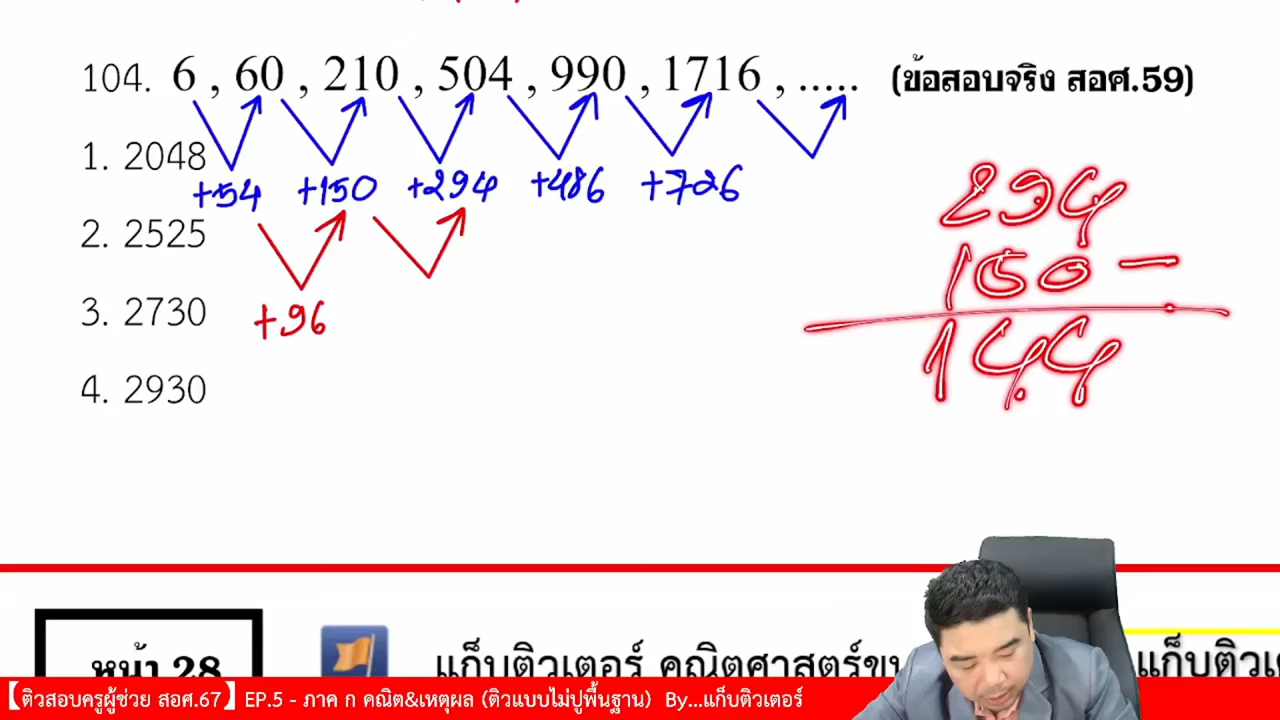 104. 6 , 60 , 210 , 504 , 990 , 1716 , ..... (ข้อสอบจริง สอศ.59)
1. 2048
+54 +150 +294 +486 +726
2. 2525
3. 2730
+96
4. 2930
294
150 —
144
หน้า 28
แก็บติวเตอร์ คณิตศาสตร์
แก็บติวเ
【ติวสอบครูผู้ช่วย สอศ.67】 EP.5 - ภาค ก คณิต&เหตุผล (ติวแบบไม่ปูพื้นฐาน) By...แก็บติวเตอร์